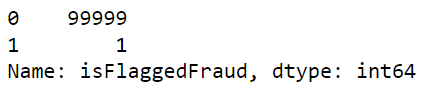 0    99999
1        1
Name: isFlaggedFraud, dtype: int64